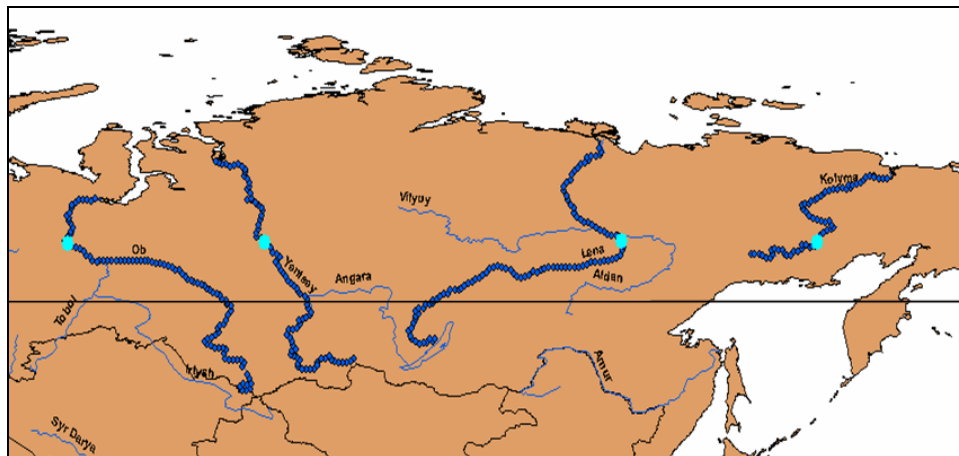 Kolyma
Vilyuy
Ob
Yenisey
Angara
Lena
Aldan
Tobol
Irtysh
Amur
Syr Darya